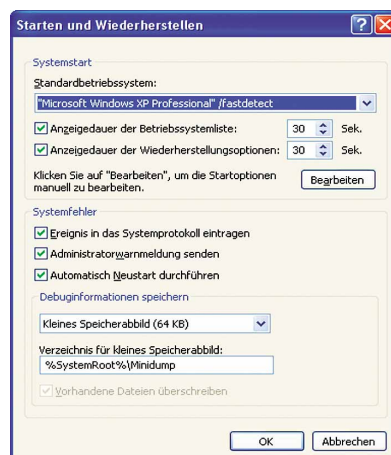 Starten und Wiederherstellen
Systemstart
Standardbetriebssystem:
"Microsoft Windows XP Professional" /fastdetect
Anzeigedauer der Betriebssystemliste: 30 Sek.
Anzeigedauer der Wiederherstellungsoptionen: 30 Sek.
Klicken Sie auf "Bearbeiten", um die Startoptionen
manuell zu bearbeiten. Bearbeiten
Systemfehler
Ereignis in das Systemprotokoll eintragen
Administratorwarnmeldung senden
Automatisch Neustart durchführen
Debuginformationen speichern
Kleines Speicherabbild (64 KB)
Verzeichnis für kleines Speicherabbild:
%SystemRoot%\Minidump
Vorhandene Dateien überschreiben
OK Abbrechen